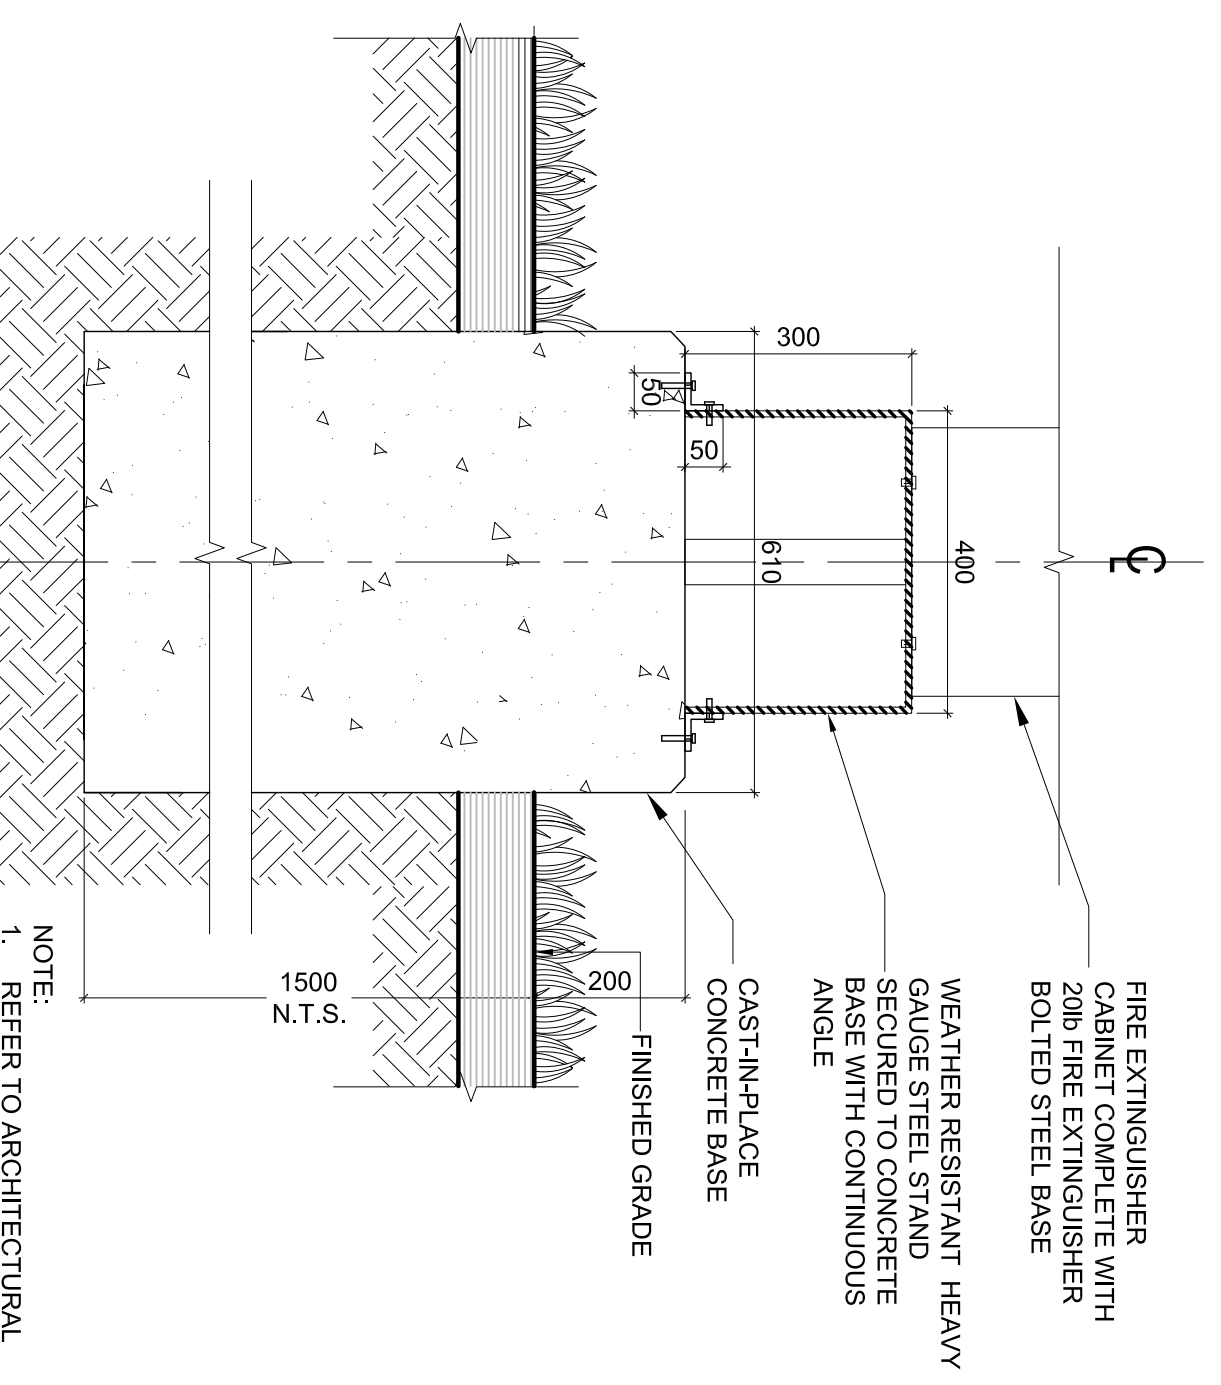 CL
FIRE EXTINGUISHER
CABINET COMPLETE WITH
20lb FIRE EXTINGUISHER
BOLTED STEEL BASE
WEATHER RESISTANT HEAVY
GAUGE STEEL STAND
SECURED TO CONCRETE
BASE WITH CONTINUOUS
ANGLE
CAST-IN-PLACE
CONCRETE BASE
FINISHED GRADE
400
610
300
50
50
200
1500
N.T.S.
NOTE:
1. REFER TO ARCHITECTURAL